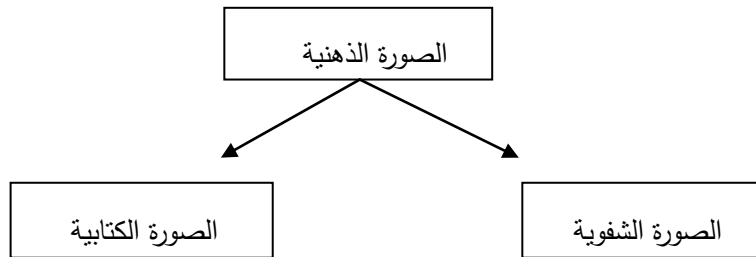 الصورة الذهنية
الصورة الشفوية
الصورة الكتابية